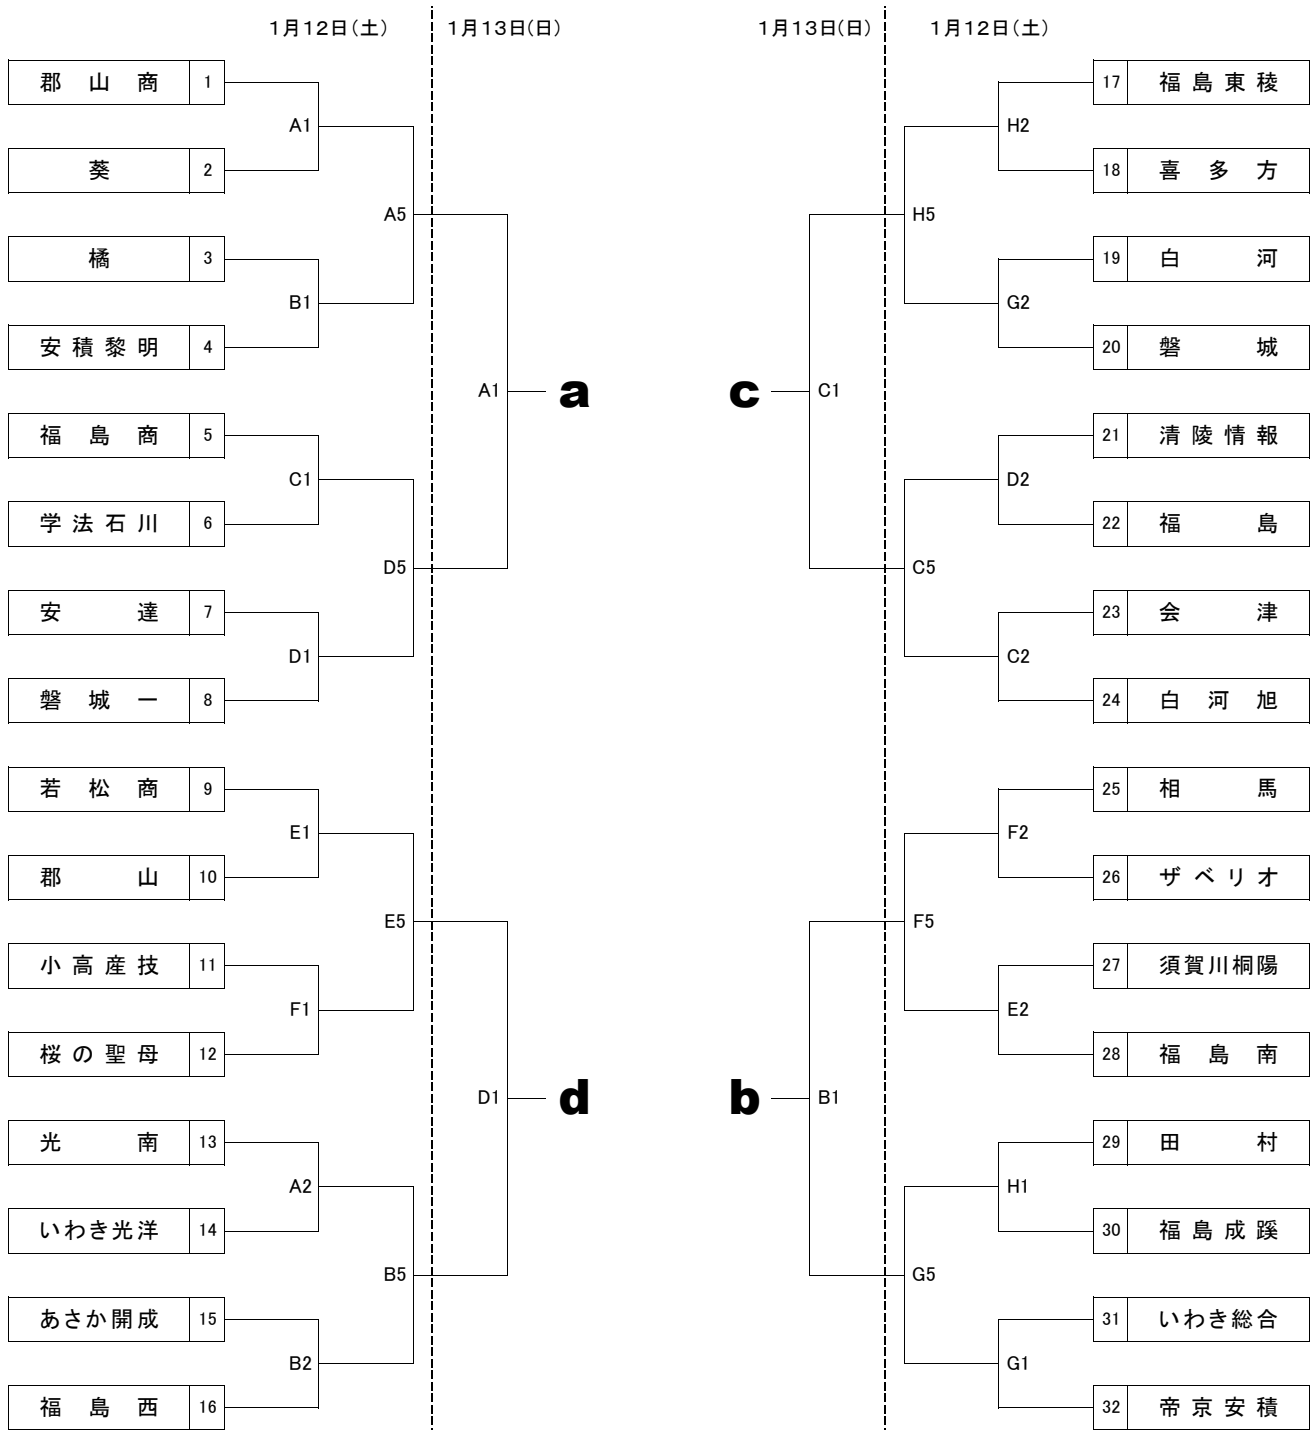 1月12日(土) 1月13日(日) 1月13日(日) 1月12日(土)
郡山商 1
A1
葵 2
A5
橘 3
B1
安積黎明 4
A1 a
福島商 5
C1
学法石川 6
D5
安達 7
D1
磐城一 8
若松商 9
E1
郡山 10
E5
小高産技 11
F1
桜の聖母 12
D1 d
光南 13
A2
いわき光洋 14
B5
あさか開成 15
B2
福島西 16
17 福島東稜
H2
18 喜多方
H5
19 白河
G2
20 磐城
c C1
21 清陵情報
D2
22 福島
C5
23 会津
C2
24 白河旭
25 相馬
F2
26 ザベリオ
F5
27 須賀川桐陽
E2
28 福島南
b B1
29 田村
H1
30 福島成蹊
G5
31 いわき総合
G1
32 帝京安積